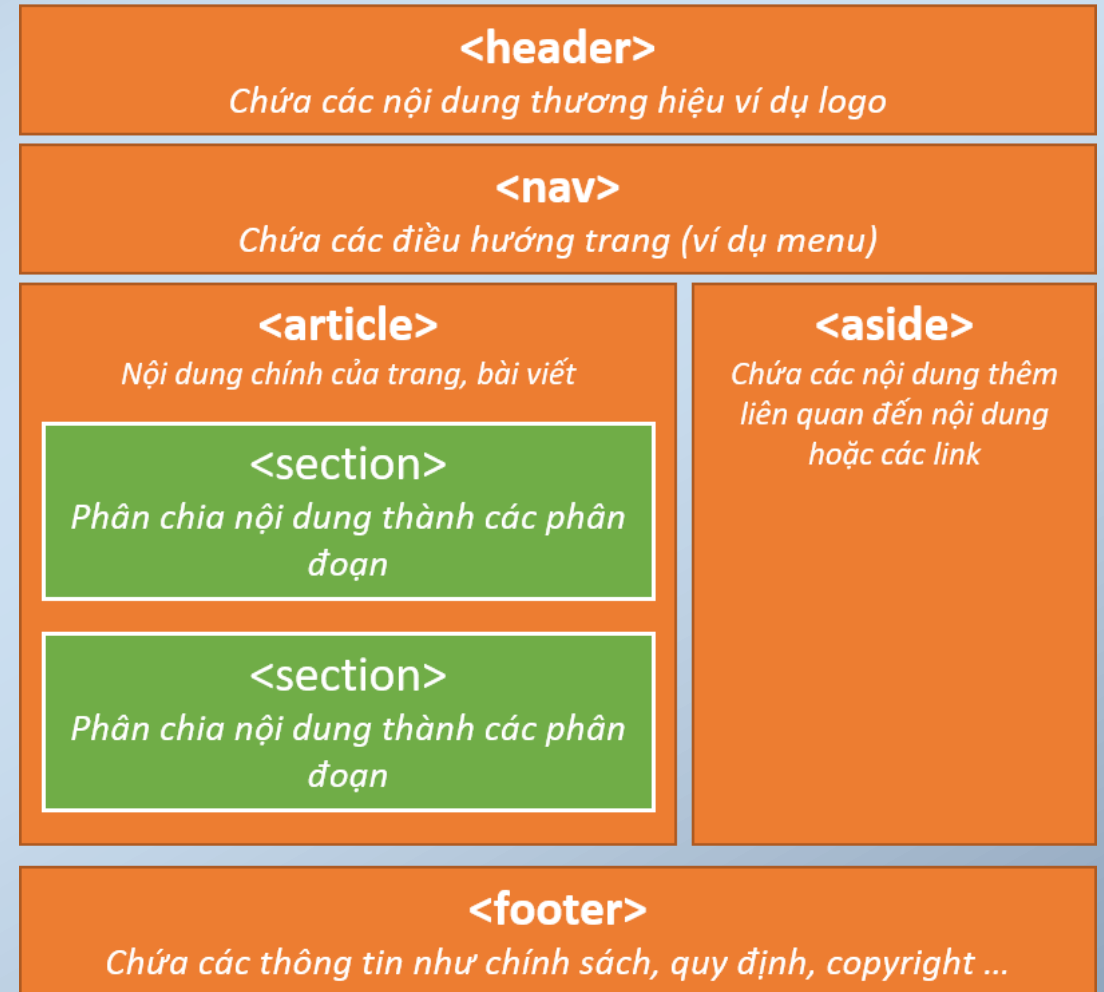 <header>
Chứa các nội dung thương hiệu ví dụ logo
<nav>
Chứa các điều hướng trang (ví dụ menu)
<article>
Nội dung chính của trang, bài viết
<section>
Phân chia nội dung thành các phân
đoạn
<section>
Phân chia nội dung thành các phân
đoạn
<aside>
Chứa các nội dung thêm
liên quan đến nội dung
hoặc các link
<footer>
Chứa các thông tin như chính sách, quy định, copyright ...